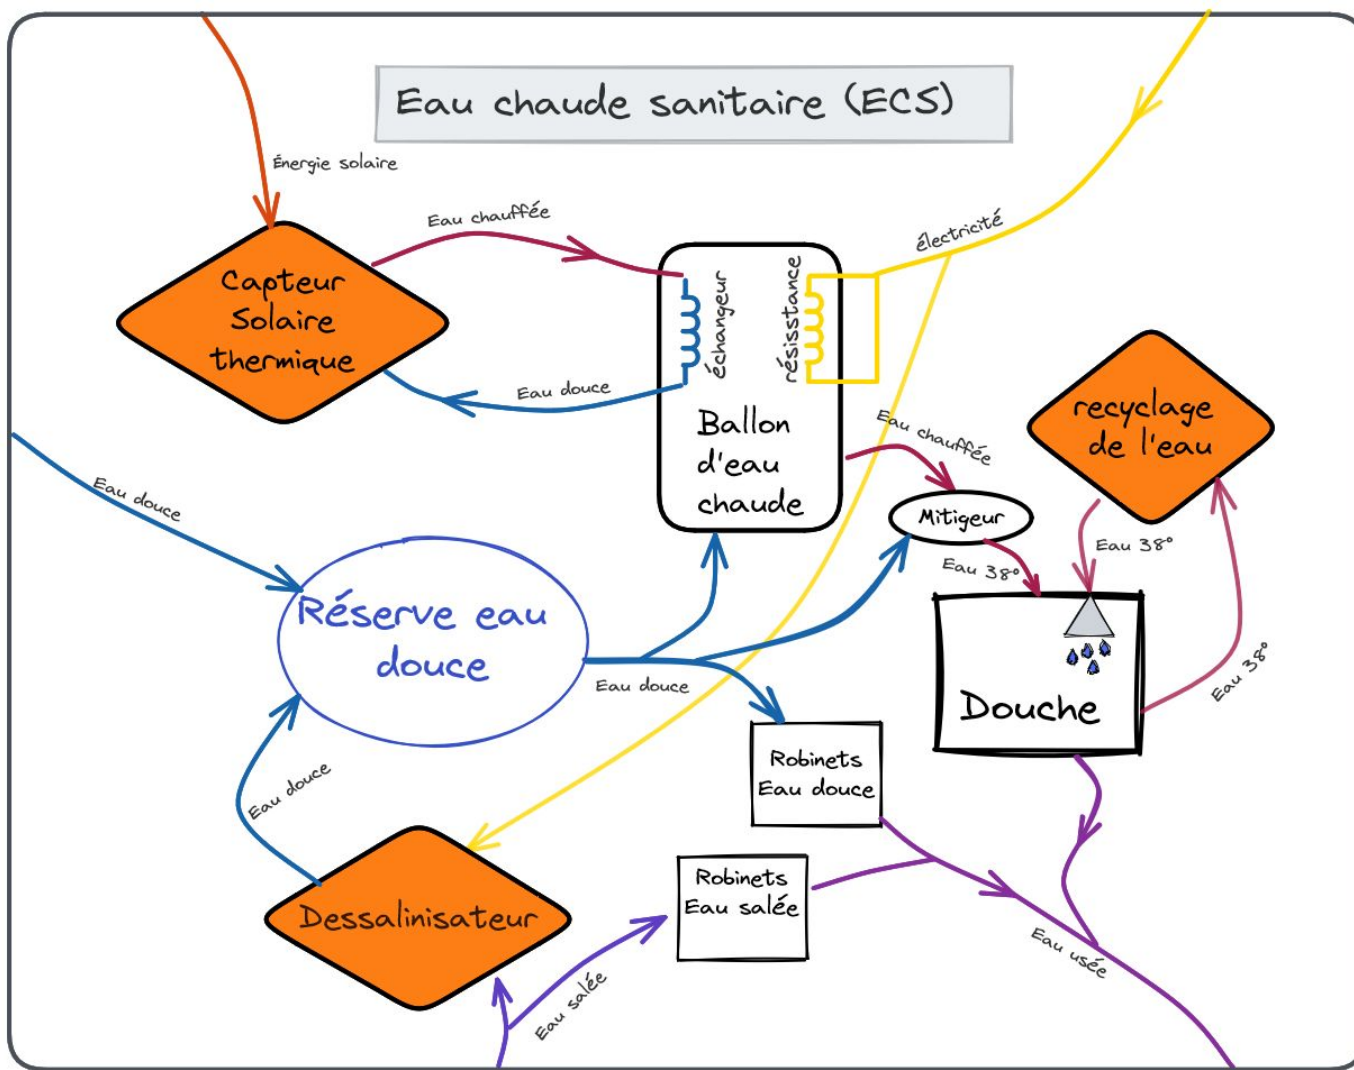 Eau chaude sanitaire (ECS)
Énergie solaire
Eau chauffée
électricité
Capteur
Solaire
thermique
échangeur
résisstance
Eau douce
Ballon
d'eau
chaude
Eau chauffée
recyclage
de l'eau
Eau douce
Mitigeur
Eau 38°
Eau 38°
Réserve eau
douce
Eau douce
Eau 38°
Douche
Robinets
Eau douce
Eau douce
Robinets
Eau salée
Dessalinisateur
Eau salée
Eau usée